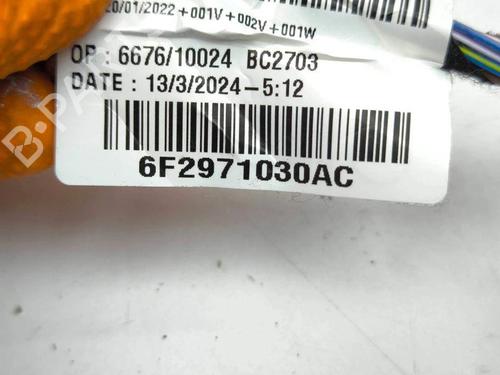 20/01/2022+001V+002V+001W
OP : 6676/10024 BC2703
DATE : 13/3/2024-5:12
6F2971030AC